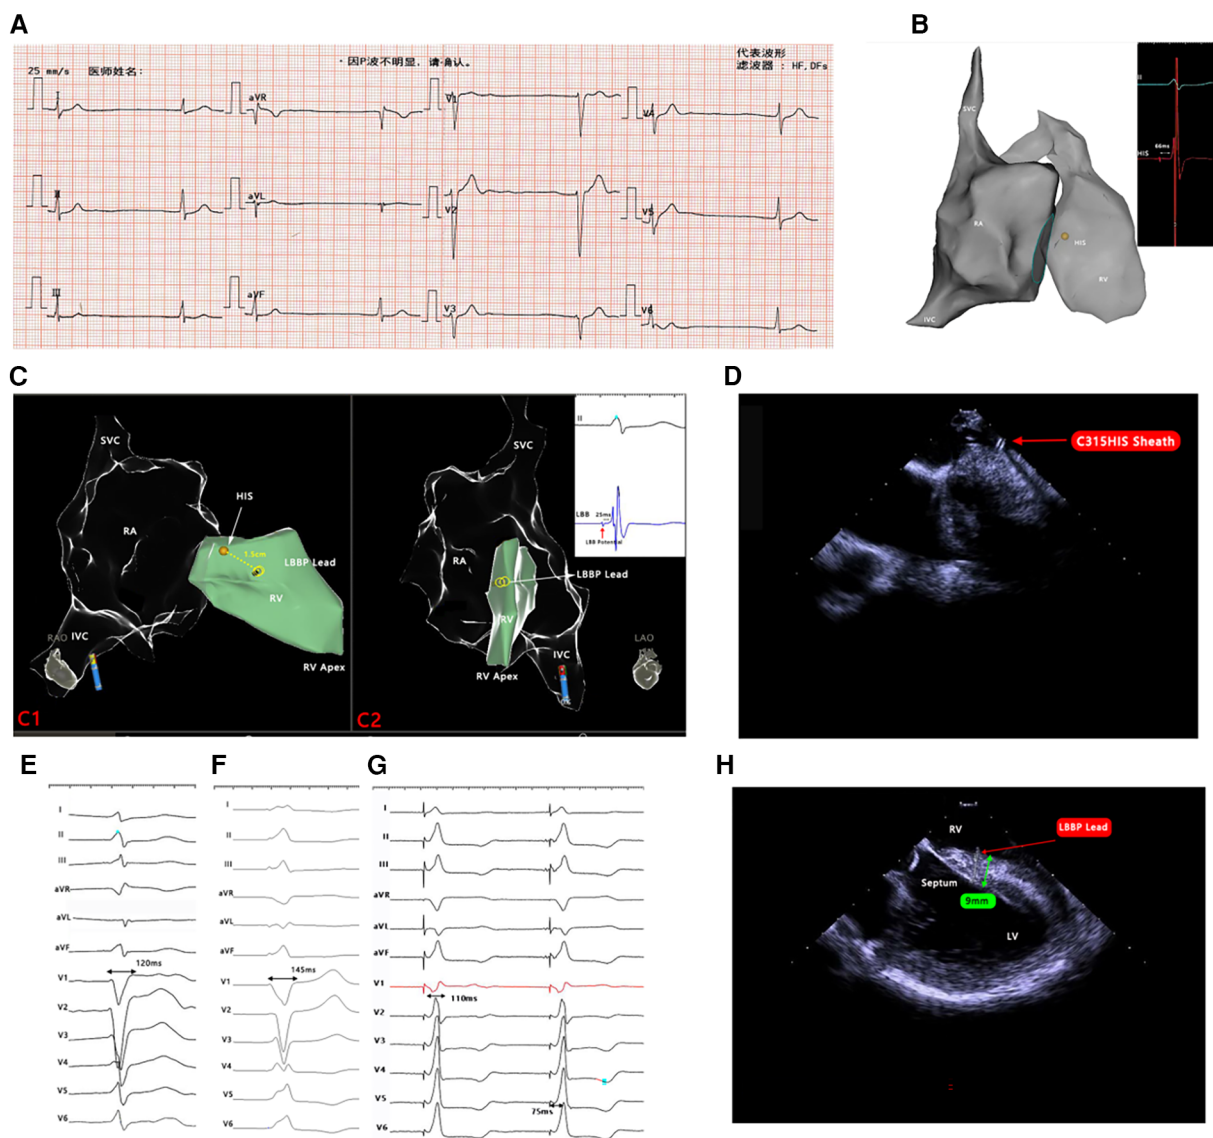 A
25 mm/s 医师姓名:
·因P波不明显，请确认。
代表波形
滤波器 : HF,DFs
I
aVR
V1
V4
II
aVL
V2
V5
III
aVF
V3
V6
B
SVC
RA
HIS
RV
IVC
II
66ms
HIS
C
SVC
HIS
RA
1.5cm
LBBP Lead
RV
RAO
IVC
RV Apex
C1
SVC
RA
LBBP Lead
RV
IVC
RV Apex
LAO
C2
II
LBB
25ms
LBB Potential
D
C315HIS Sheath
E
I
II
III
aVR
aVL
aVF
120ms
V1
V2
V3
V4
V5
V6
F
I
II
III
aVR
aVL
aVF
145ms
V1
V2
V3
V4
V5
V6
G
I
II
III
aVR
aVL
aVF
V1
110ms
V2
V3
V4
V5
75ms
V6
H
RV
LBBP Lead
Septum
9mm
LV